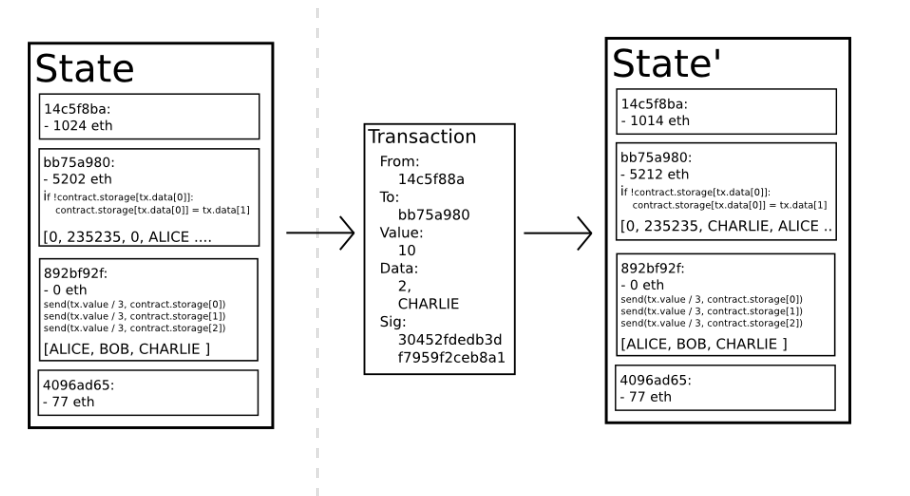 State
14c5f8ba:
- 1024 eth
bb75a980:
- 5202 eth
if !contract.storage[tx.data[0]]:
contract.storage[tx.data[0]] = tx.data[1]
[0, 235235, 0, ALICE ....
892bf92f:
- 0 eth
send(tx.value / 3, contract.storage[0])
send(tx.value / 3, contract.storage[1])
send(tx.value / 3, contract.storage[2])
[ALICE, BOB, CHARLIE ]
4096ad65:
- 77 eth
Transaction
From:
14c5f88a
To:
bb75a980
Value:
10
Data:
2,
CHARLIE
Sig:
30452fdedb3d
f7959f2ceb8a1
State'
14c5f8ba:
- 1014 eth
bb75a980:
- 5212 eth
if !contract.storage[tx.data[0]]:
contract.storage[tx.data[0]] = tx.data[1]
[0, 235235, CHARLIE, ALICE ..
892bf92f:
- 0 eth
send(tx.value / 3, contract.storage[0])
send(tx.value / 3, contract.storage[1])
send(tx.value / 3, contract.storage[2])
[ALICE, BOB, CHARLIE ]
4096ad65:
- 77 eth